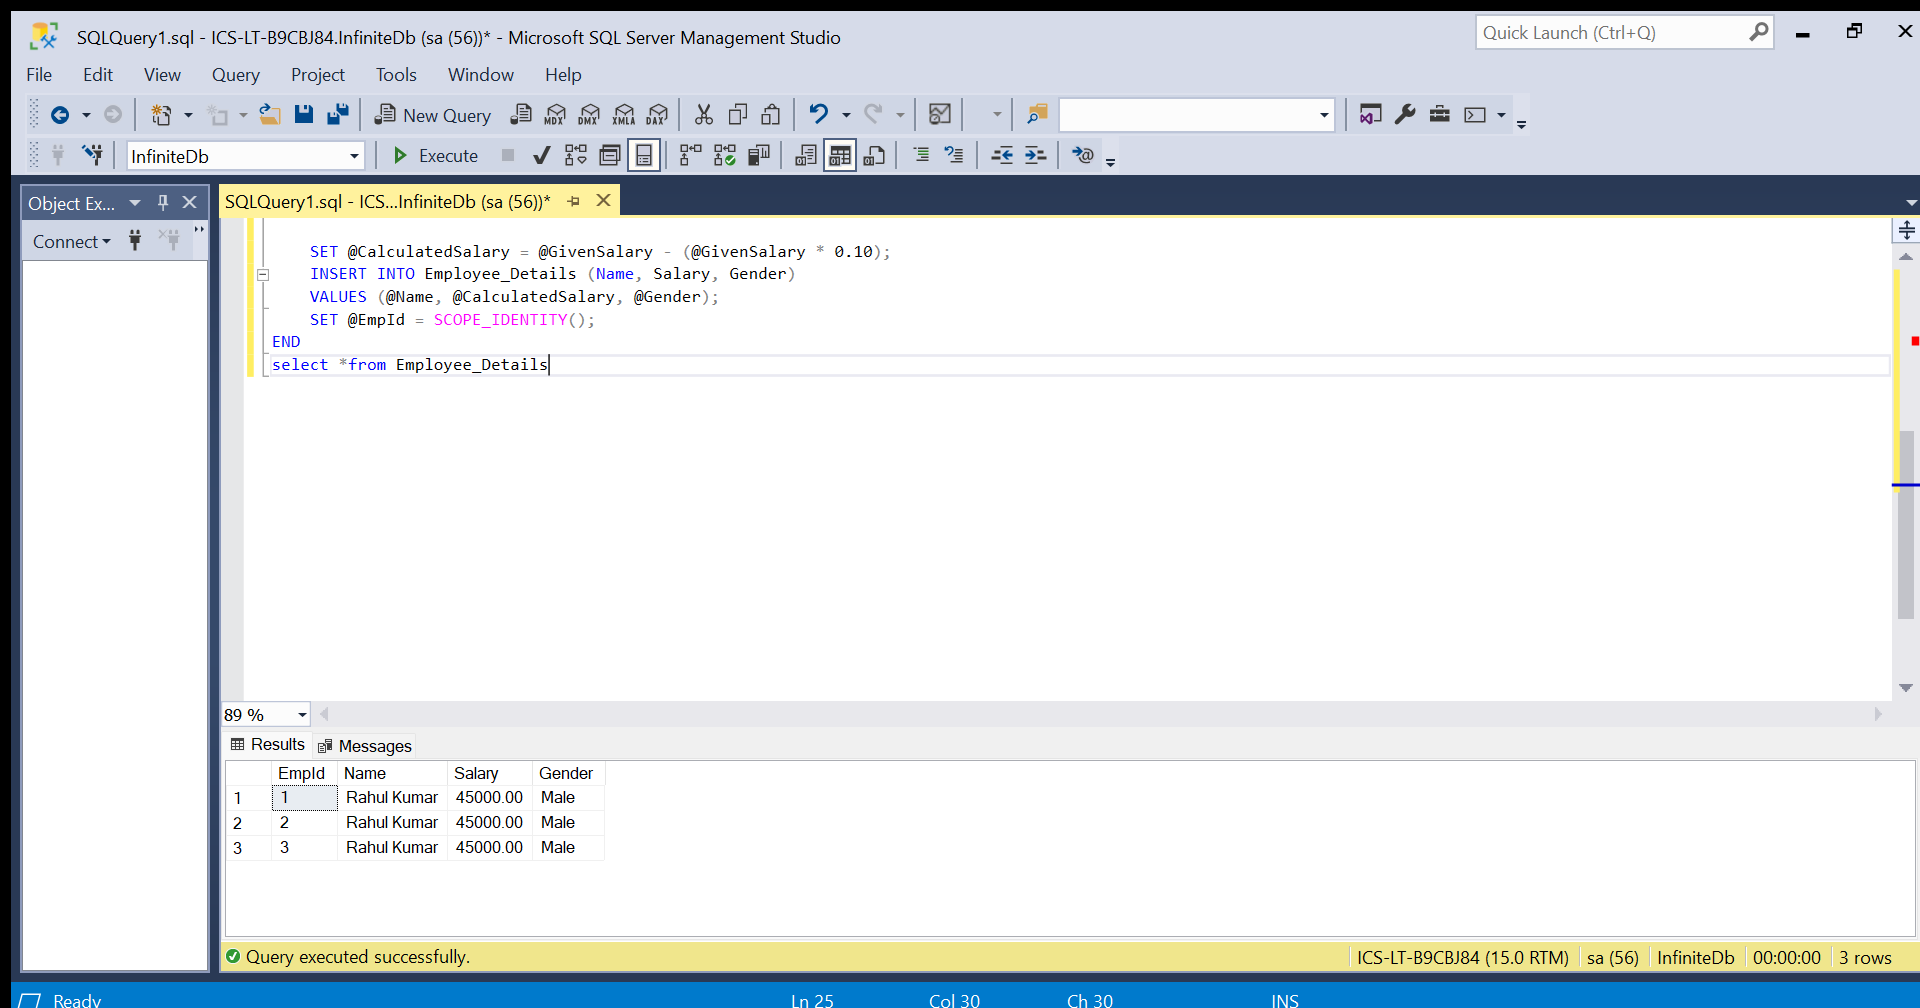 SQLQuery1.sql - ICS-LT-B9CBJ84.InfiniteDb (sa (56))* - Microsoft SQL Server Management Studio
Quick Launch (Ctrl+Q)
File Edit View Query Project Tools Window Help
New Query MDX DMX XMLA DAX
InfiniteDb Execute
Object Ex...
SQLQuery1.sql - ICS...InfiniteDb (sa (56))*
Connect
SET @CalculatedSalary = @GivenSalary - (@GivenSalary * 0.10);
INSERT INTO Employee_Details (Name, Salary, Gender)
VALUES (@Name, @CalculatedSalary, @Gender);
SET @EmpId = SCOPE_IDENTITY();
END
select *from Employee_Details
89 %
Results Messages
EmpId Name Salary Gender
1 1 Rahul Kumar 45000.00 Male
2 2 Rahul Kumar 45000.00 Male
3 3 Rahul Kumar 45000.00 Male
Query executed successfully. ICS-LT-B9CBJ84 (15.0 RTM) sa (56) InfiniteDb 00:00:00 3 rows
Ready Ln 25 Col 30 Ch 30 INS